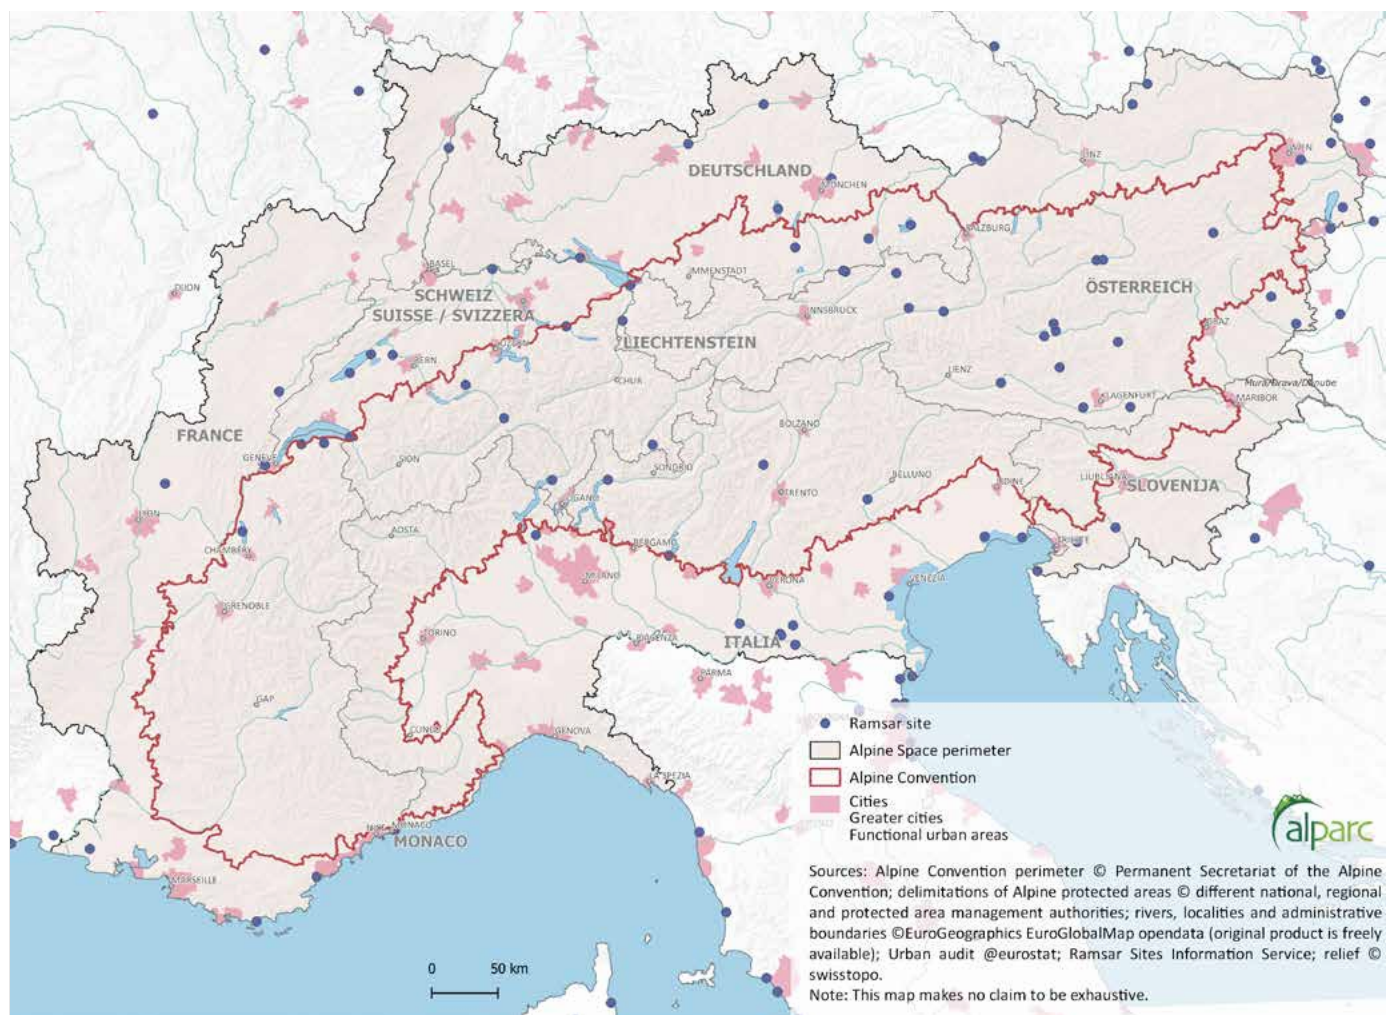 DEUTSCHLAND
MÜNCHEN
LINZ
WIEN
SALZBURG
BASEL
IMMENSTADT
DIJON
SCHWEIZ
SUISSE / SVIZZERA
ÖSTERREICH
INNSBRUCK
GRAZ
LIECHTENSTEIN
LUZERN
BERN
CHUR
LIENZ
Mura/Drava/Danube
KLAGENFURT
MARIBOR
FRANCE
BOLZANO
GENÈVE
SION
SONDRIO
BELLUNO
LJUBLJANA
SLOVENIJA
LUGANO
TRENTO
UDINE
LYON
AOSTA
CHAMBÉRY
BERGAMO
TRIESTE
MILANO
VERONA
VENEZIA
GRENOBLE
TORINO
PIACENZA
ITALIA
PARMA
GAP
CUNEO
GENOVA
LA SPEZIA
NICE
MONACO
MONACO
MARSEILLE
Ramsar site
Alpine Space perimeter
Alpine Convention
Cities
Greater cities
Functional urban areas
alparc
Sources: Alpine Convention perimeter © Permanent Secretariat of the Alpine
Convention; delimitations of Alpine protected areas © different national, regional
and protected area management authorities; rivers, localities and administrative
boundaries ©EuroGeographics EuroGlobalMap opendata (original product is freely
available); Urban audit @eurostat; Ramsar Sites Information Service; relief ©
swisstopo.
Note: This map makes no claim to be exhaustive.
0 50 km